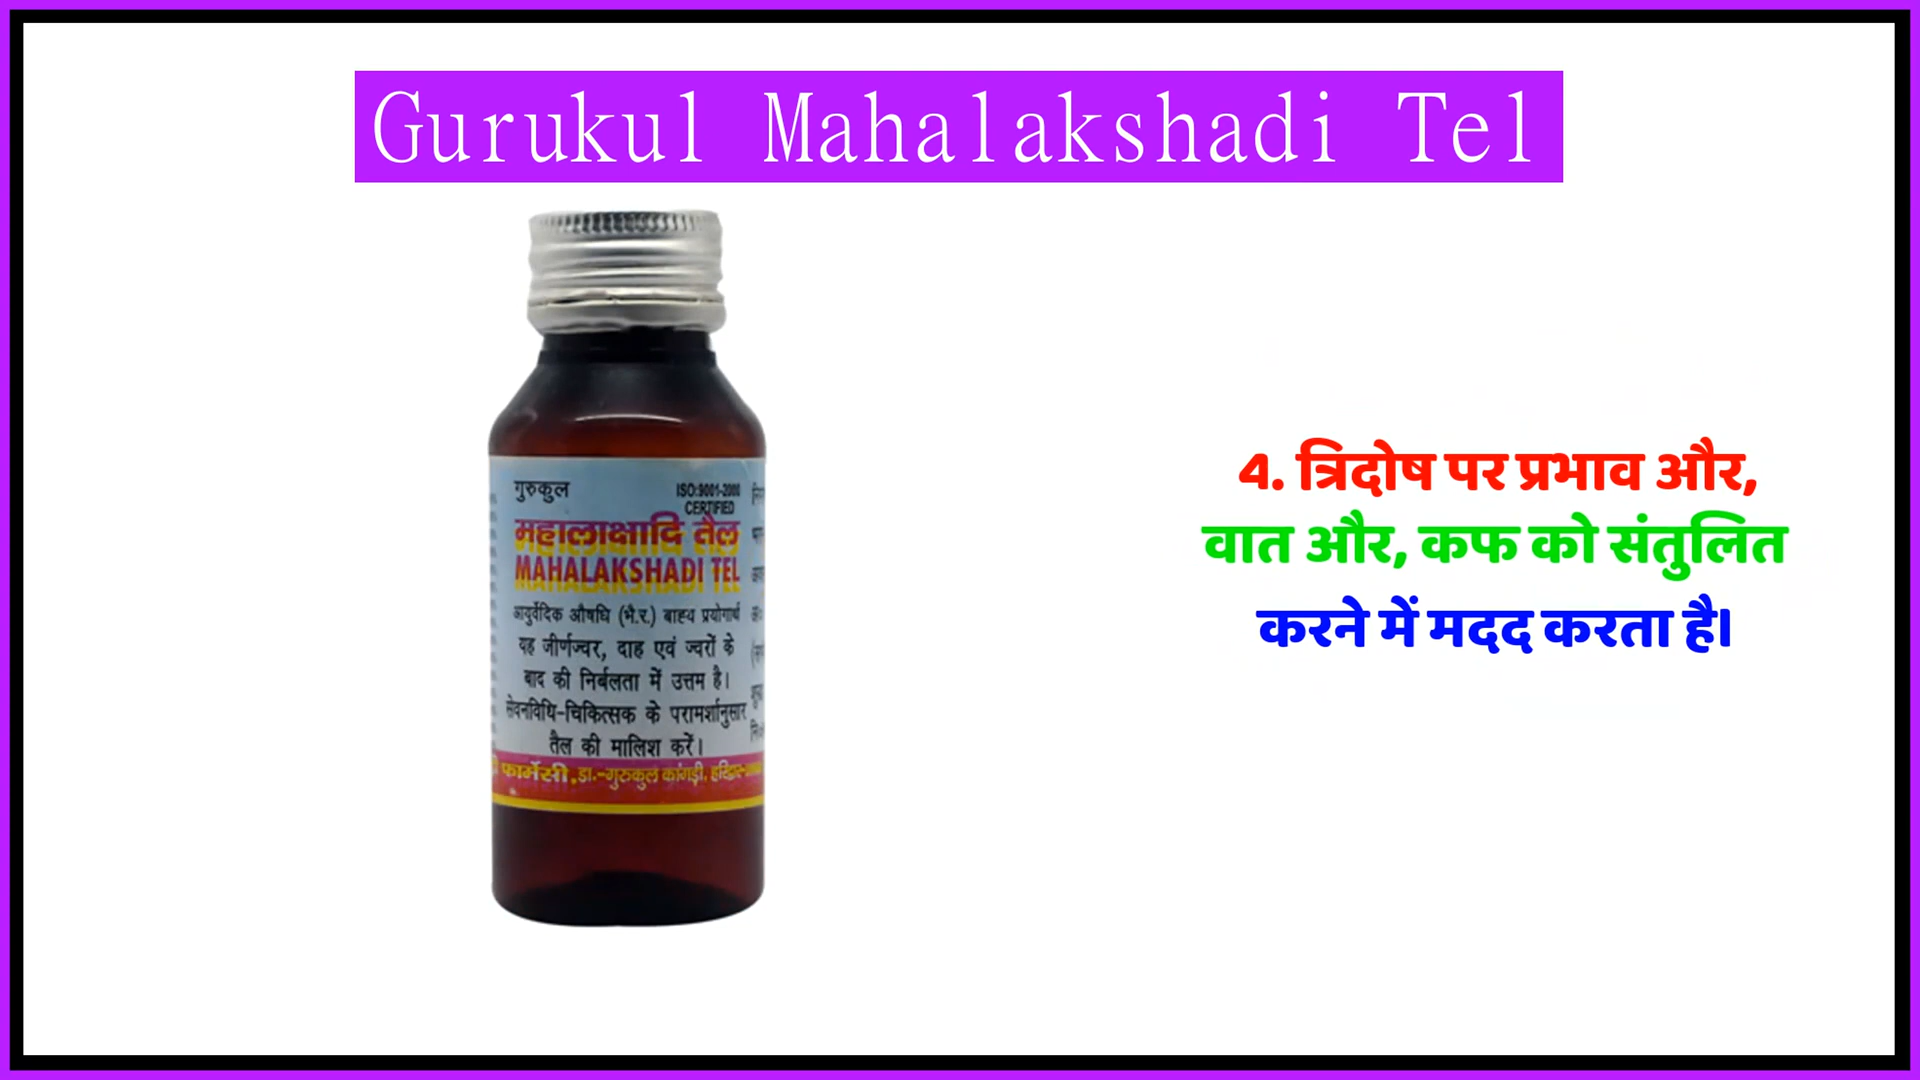 Gurukul Mahalakshadi Tel
गुरुकुल
ISO:9001-2000
CERTIFIED
महालाक्षादि तैल
MAHALAKSHADI TEL
आयुर्वेदिक औषधि (भै.र.) बाह्य प्रयोगार्थ
यह जीर्णज्वर, दाह एवं ज्वरों के
बाद की निर्बलता में उत्तम है।
सेवनविधि-चिकित्सक के परामर्शानुसार
तैल की मालिश करें।
फार्मेसी, डा.-गुरुकुल कांगड़ी, हरिद्वार
4. त्रिदोष पर प्रभाव और,
वात और, कफ को संतुलित
करने में मदद करता है।